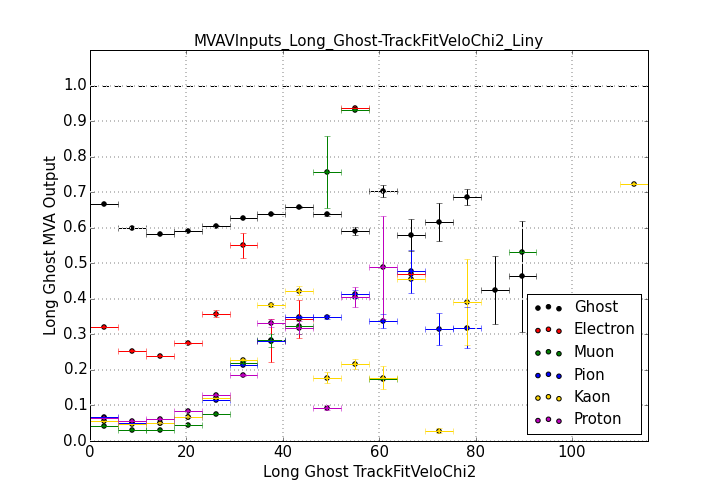 MVAVInputs_Long_Ghost-TrackFitVeloChi2_Liny
1.0
0.9
0.8
0.7
0.6
0.5
0.4
0.3
0.2
0.1
0.0
Long Ghost MVA Output
Ghost
Electron
Muon
Pion
Kaon
Proton
0 20 40 60 80 100
Long Ghost TrackFitVeloChi2